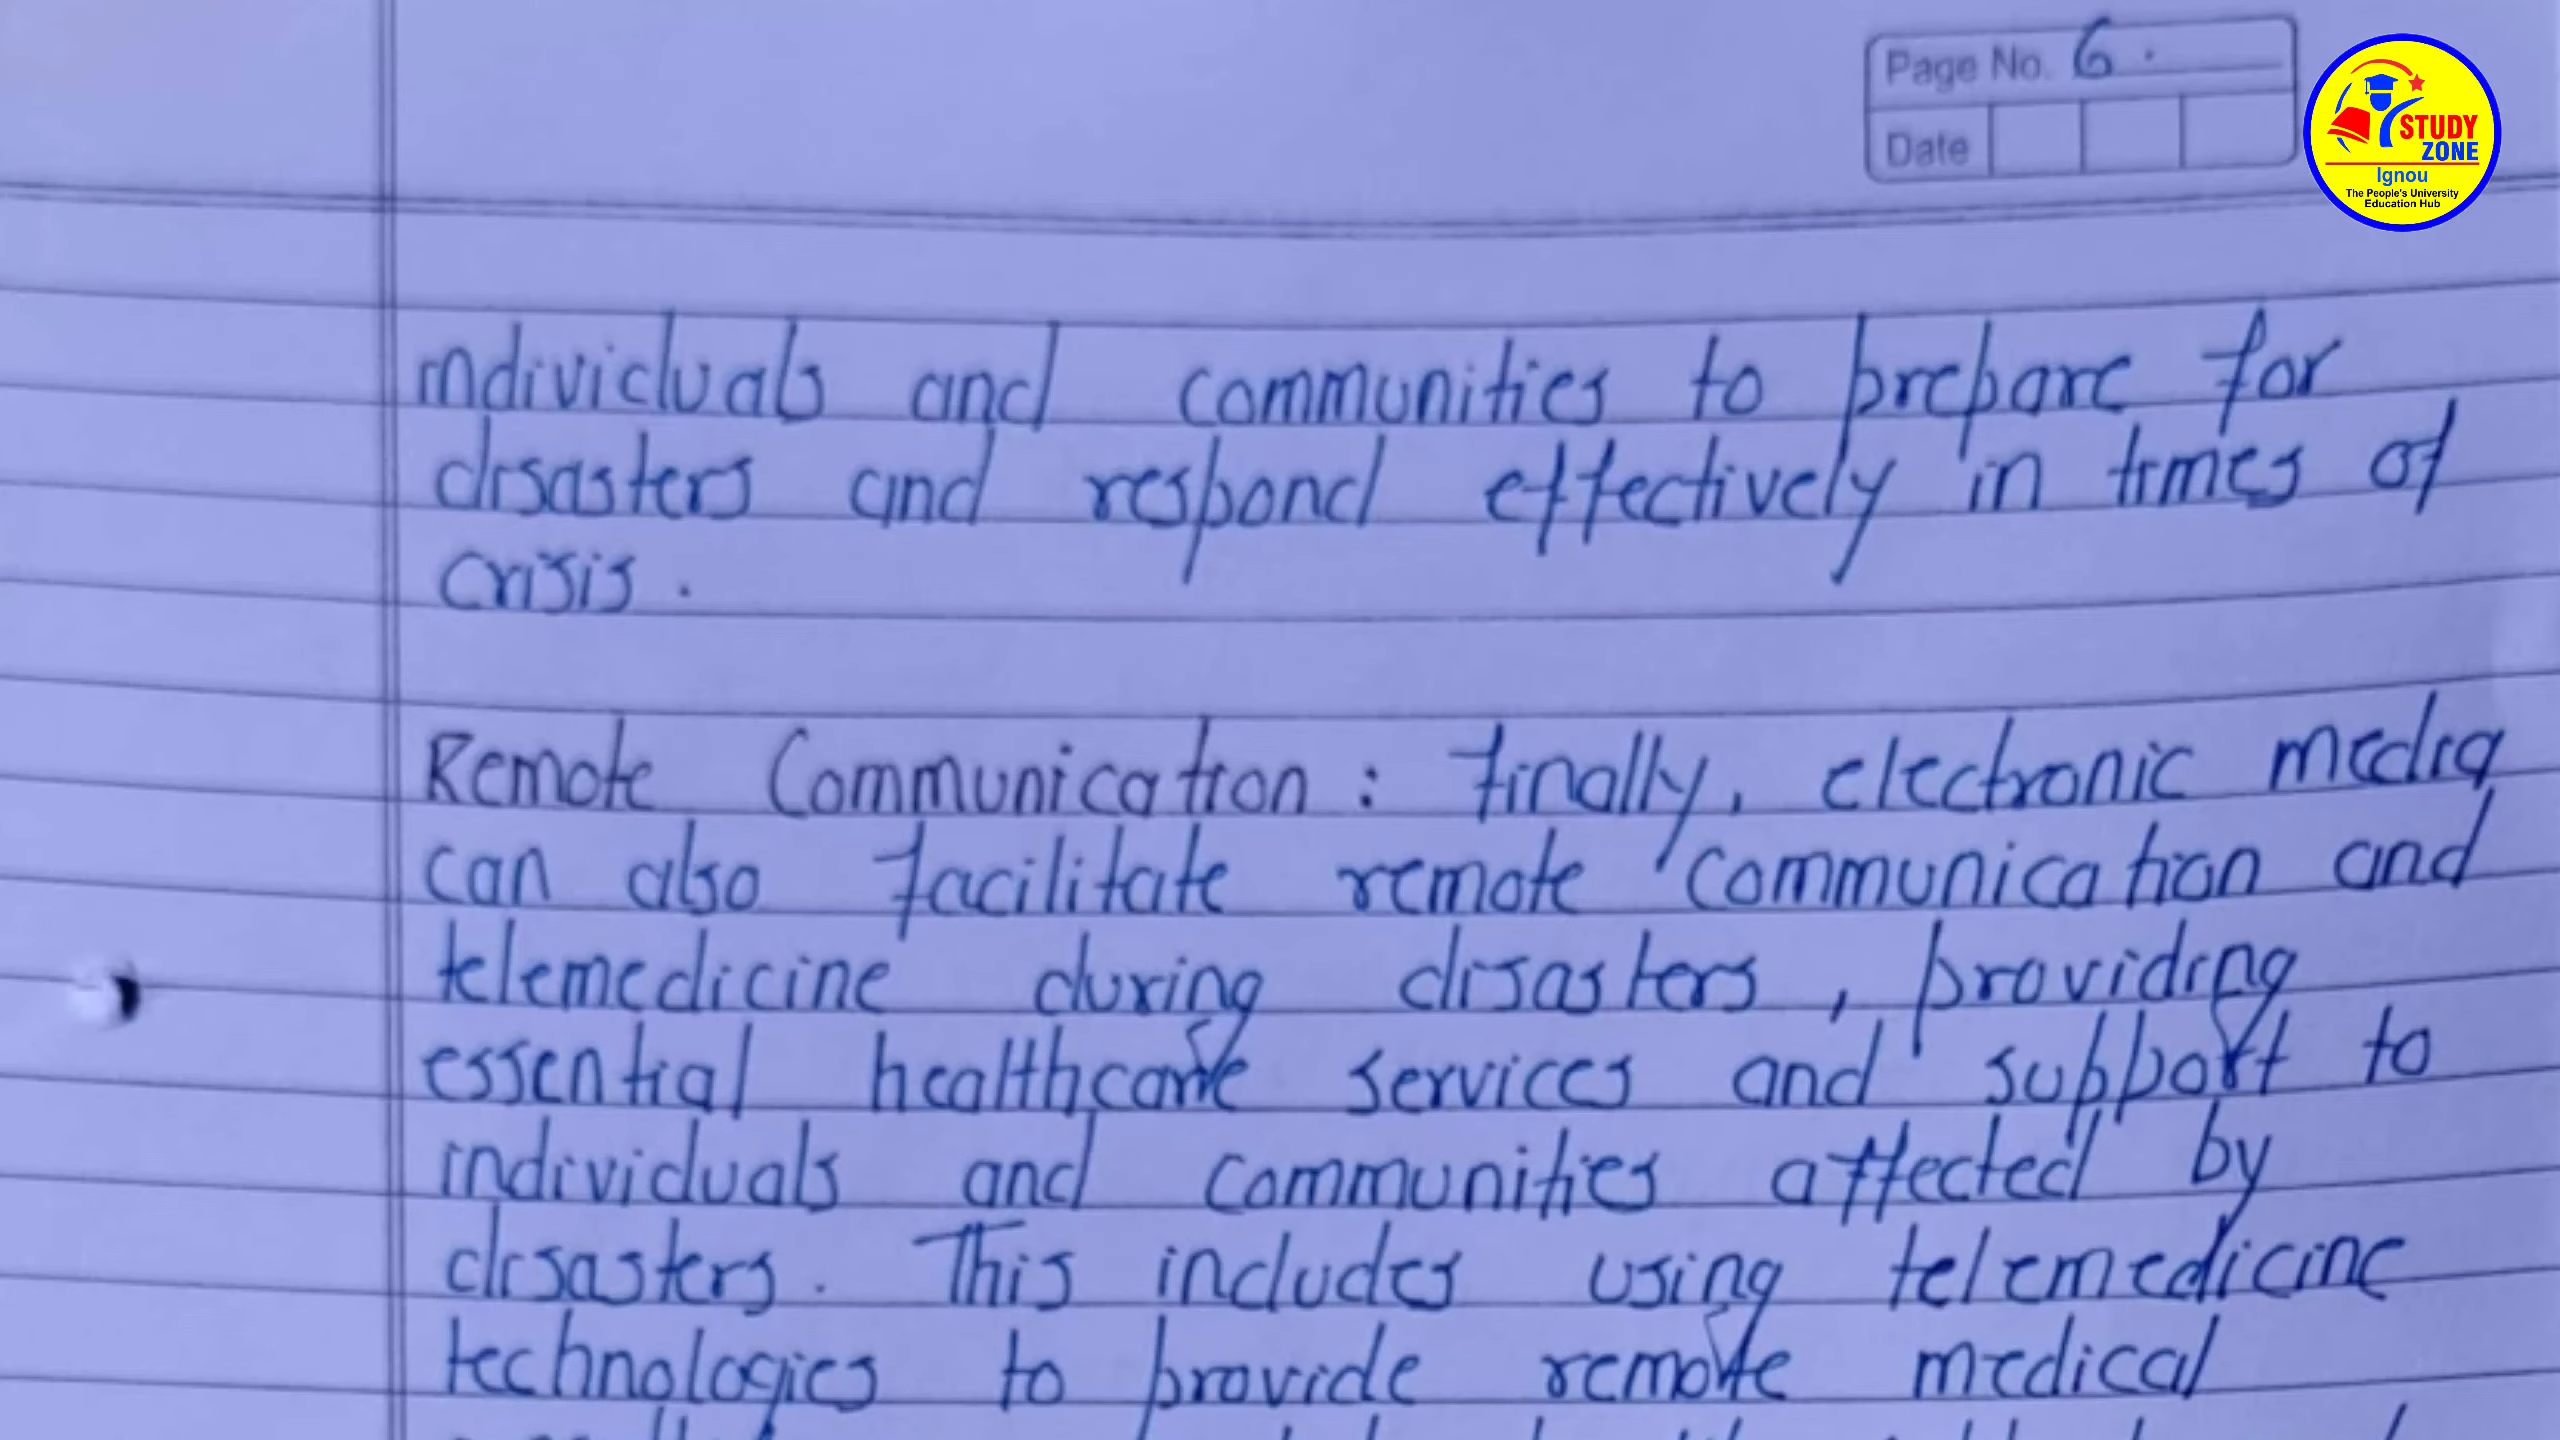 Page No. 6.
Date
STUDY
ZONE
Ignou
The People's University
Education Hub
individuals and communities to prepare for
disasters and respond effectively in times of
crisis.
Remote Communication: finally, electronic media
can also facilitate remote communication and
telemedicine during disasters, providing
essential healthcare services and support to
individuals and communities affected by
disasters. This includes using telemedicine
technologies to provide remote medical